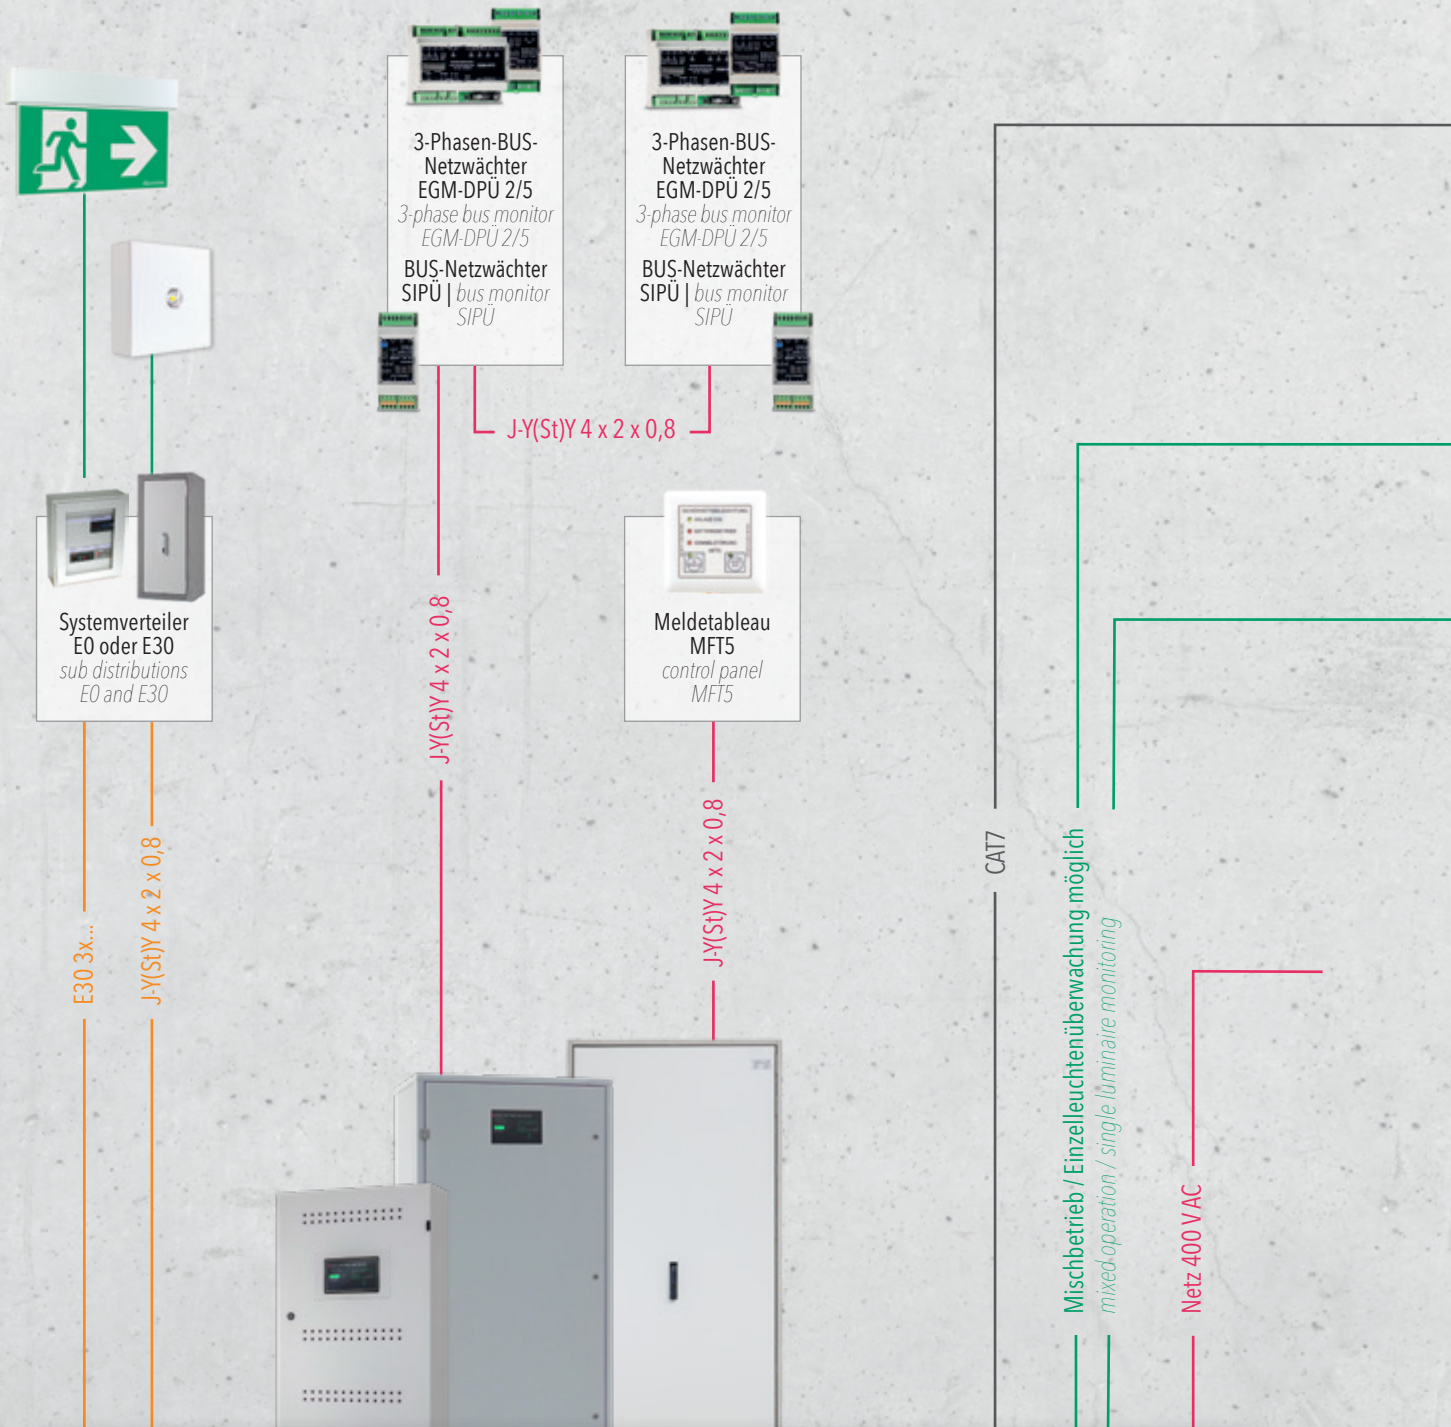 3-Phasen-BUS-
Netzwächter
EGM-DPÜ 2/5
3-phase bus monitor
EGM-DPÜ 2/5
BUS-Netzwächter
SIPÜ | bus monitor
SIPÜ
3-Phasen-BUS-
Netzwächter
EGM-DPÜ 2/5
3-phase bus monitor
EGM-DPÜ 2/5
BUS-Netzwächter
SIPÜ | bus monitor
SIPÜ
J-Y(St)Y 4 x 2 x 0,8
Systemverteiler
E0 oder E30
sub distributions
E0 and E30
J-Y(St)Y 4 x 2 x 0,8
Meldetableau
MFT5
control panel
MFT5
E30 3x...
J-Y(St)Y 4 x 2 x 0,8
J-Y(St)Y 4 x 2 x 0,8
CAT7
Mischbetrieb / Einzelleuchtenüberwachung möglich
mixed operation / single luminaire monitoring
Netz 400 V AC